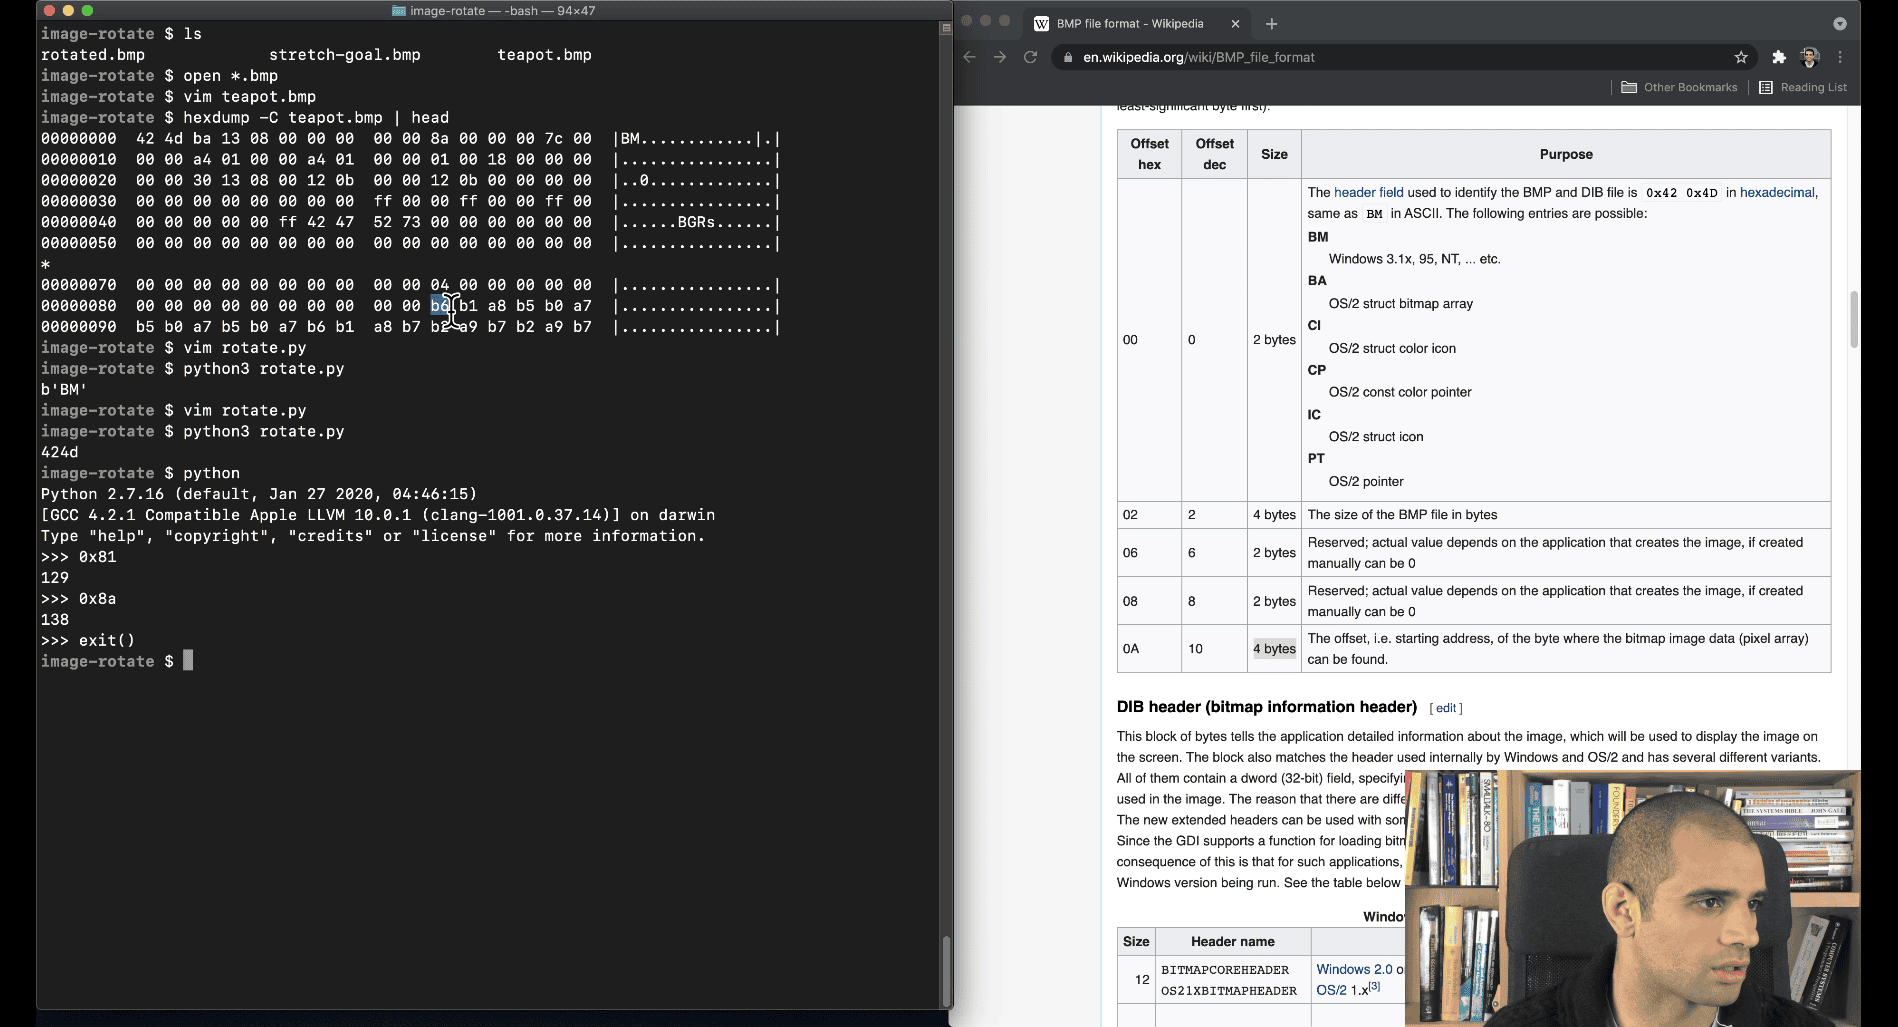 image-rotate — -bash — 94×47
image-rotate $ ls
rotated.bmp stretch-goal.bmp teapot.bmp
image-rotate $ open *.bmp
image-rotate $ vim teapot.bmp
image-rotate $ hexdump -C teapot.bmp | head
00000000 42 4d ba 13 08 00 00 00 00 00 8a 00 00 00 7c 00 |BM............|.|
00000010 00 00 a4 01 00 00 a4 01 00 00 01 00 18 00 00 00 |................|
00000020 00 00 30 13 08 00 12 0b 00 00 12 0b 00 00 00 00 |..0.............|
00000030 00 00 00 00 00 00 00 00 ff 00 00 ff 00 00 ff 00 |................|
00000040 00 00 00 00 00 ff 42 47 52 73 00 00 00 00 00 00 |......BGRs......|
00000050 00 00 00 00 00 00 00 00 00 00 00 00 00 00 00 00 |................|
*
00000070 00 00 00 00 00 00 00 00 00 00 04 00 00 00 00 00 |................|
00000080 00 00 00 00 00 00 00 00 00 00 b6 b1 a8 b5 b0 a7 |................|
00000090 b5 b0 a7 b5 b0 a7 b6 b1 a8 b7 b2 a9 b7 b2 a9 b7 |................|
image-rotate $ vim rotate.py
image-rotate $ python3 rotate.py
b'BM'
image-rotate $ vim rotate.py
image-rotate $ python3 rotate.py
424d
image-rotate $ python
Python 2.7.16 (default, Jan 27 2020, 04:46:15)
[GCC 4.2.1 Compatible Apple LLVM 10.0.1 (clang-1001.0.37.14)] on darwin
Type "help", "copyright", "credits" or "license" for more information.
>>> 0x81
129
>>> 0x8a
138
>>> exit()
image-rotate $
W BMP file format - Wikipedia
en.wikipedia.org/wiki/BMP_file_format
Other Bookmarks Reading List
least-significant byte first).
Offset hex Offset dec Size Purpose
00 0 2 bytes
The header field used to identify the BMP and DIB file is 0x42 0x4D in hexadecimal,
same as BM in ASCII. The following entries are possible:
BM
Windows 3.1x, 95, NT, ... etc.
BA
OS/2 struct bitmap array
CI
OS/2 struct color icon
CP
OS/2 const color pointer
IC
OS/2 struct icon
PT
OS/2 pointer
02 2 4 bytes The size of the BMP file in bytes
06 6 2 bytes Reserved; actual value depends on the application that creates the image, if created
manually can be 0
08 8 2 bytes Reserved; actual value depends on the application that creates the image, if created
manually can be 0
0A 10 4 bytes The offset, i.e. starting address, of the byte where the bitmap image data (pixel array)
can be found.
DIB header (bitmap information header) [ edit ]
This block of bytes tells the application detailed information about the image, which will be used to display the image on
the screen. The block also matches the header used internally by Windows and OS/2 and has several different variants.
All of them contain a dword (32-bit) field, specifyi
used in the image. The reason that there are diffe
The new extended headers can be used with som
Since the GDI supports a function for loading bitm
consequence of this is that for such applications,
Windows version being run. See the table below
Windo
Size Header name
12 BITMAPCOREHEADER
OS21XBITMAPHEADER
Windows 2.0 o
OS/2 1.x[3]
SMALLTALK-80
FOUNDERS
THE SYSTEMS BIBLE JOHN GALL
COMPUTER SYSTEMS